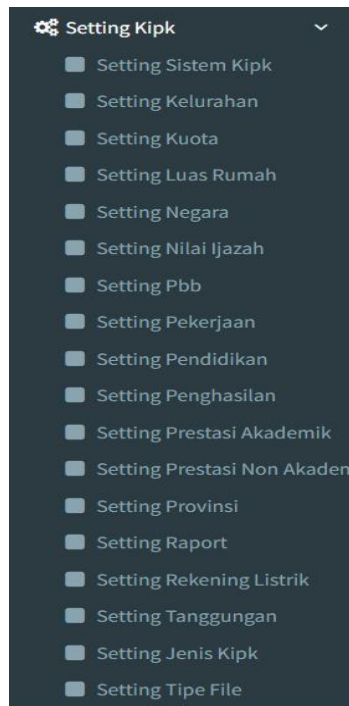 Setting Kipk
Setting Sistem Kipk
Setting Kelurahan
Setting Kuota
Setting Luas Rumah
Setting Negara
Setting Nilai Ijazah
Setting Pbb
Setting Pekerjaan
Setting Pendidikan
Setting Penghasilan
Setting Prestasi Akademik
Setting Prestasi Non Akadem
Setting Provinsi
Setting Raport
Setting Rekening Listrik
Setting Tanggungan
Setting Jenis Kipk
Setting Tipe File